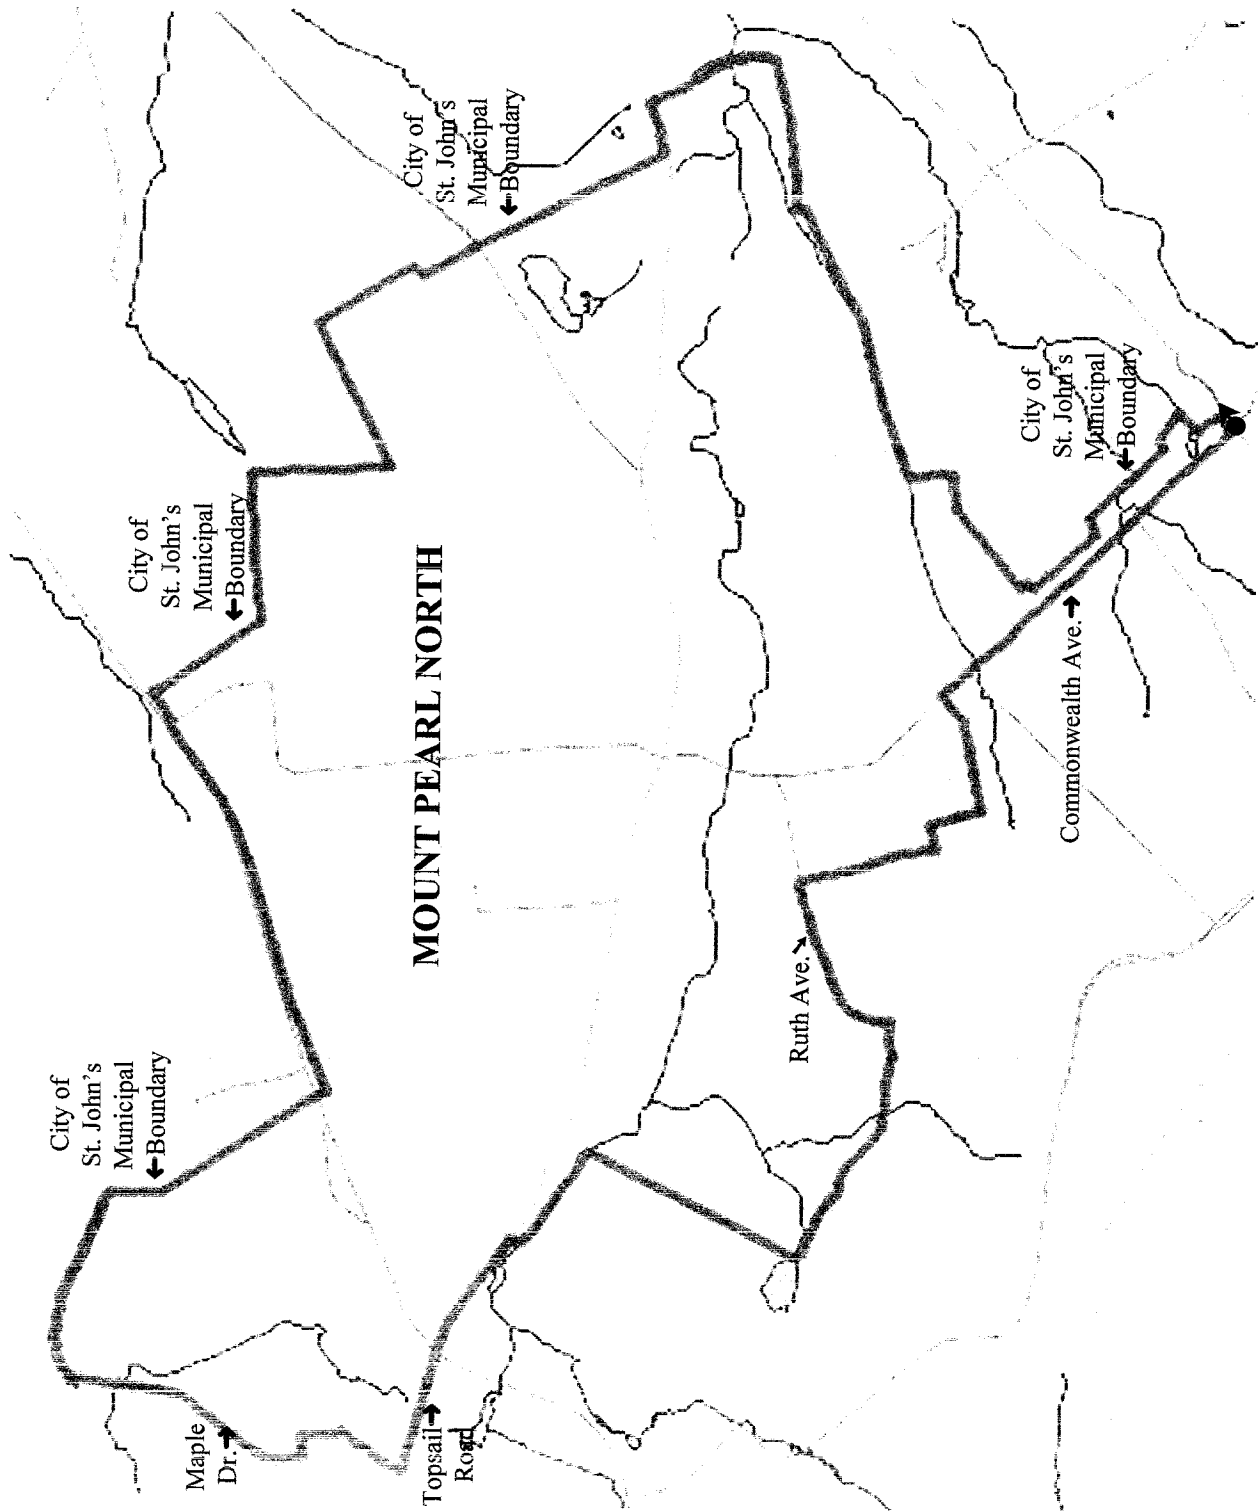 City of
St. John's
Municipal
Boundary
City of
St. John's
Municipal
Boundary
City of
St. John's
Municipal
Boundary
City of
St. John's
Municipal
Boundary
MOUNT PEARL NORTH
Maple
Dr.
Topsail
Road
Ruth Ave.
Commonwealth Ave.